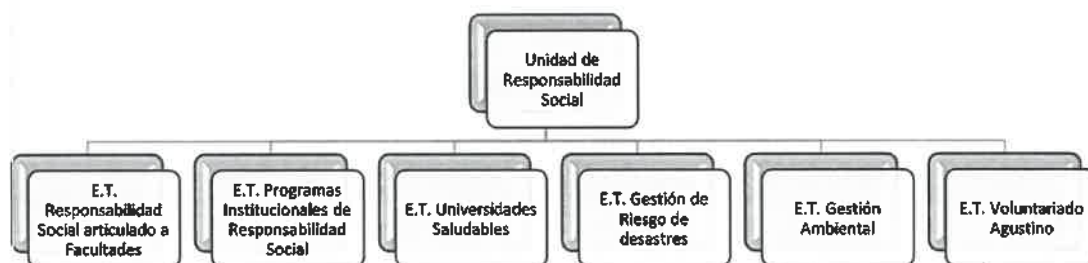 Unidad de
Responsabilidad
Social
E.T.
Responsabilidad
Social articulado a
Facultades
E.T. Programas
Institucionales de
Responsabilidad
Social
E.T. Universidades
Saludables
E.T. Gestión de
Riesgo de
desastres
E.T. Gestión
Ambiental
E.T. Voluntariado
Agustino